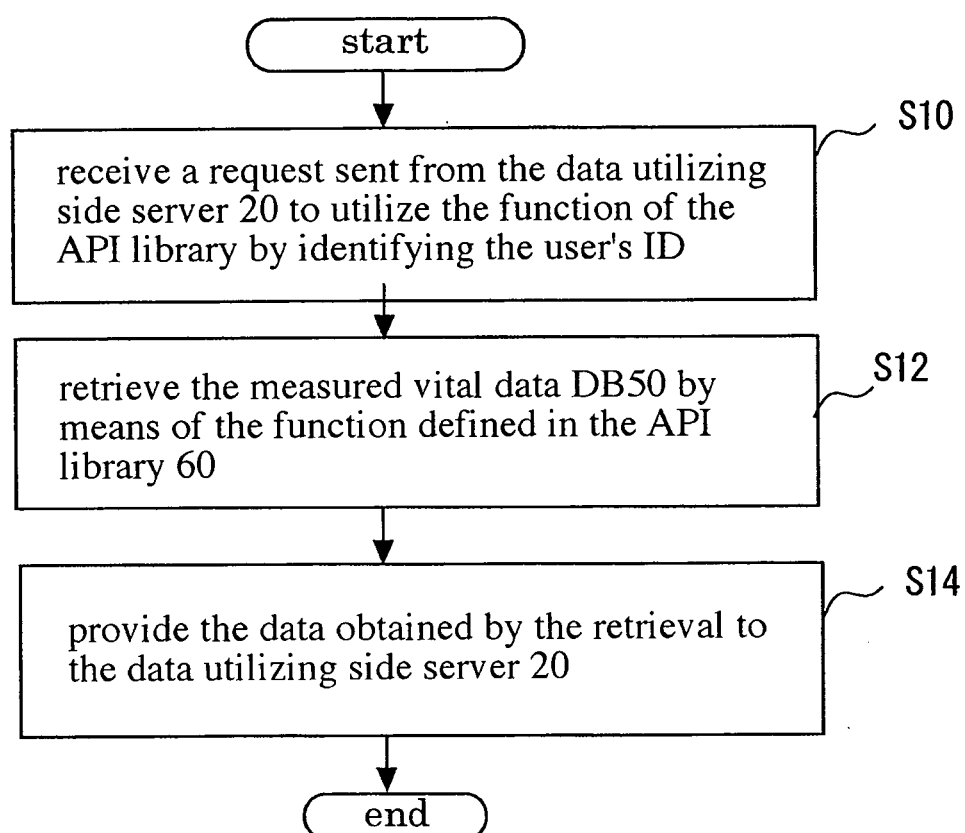 start
S10
receive a request sent from the data utilizing
side server 20 to utilize the function of the
API library by identifying the user's ID
S12
retrieve the measured vital data DB50 by
means of the function defined in the API
library 60
S14
provide the data obtained by the retrieval to
the data utilizing side server 20
end